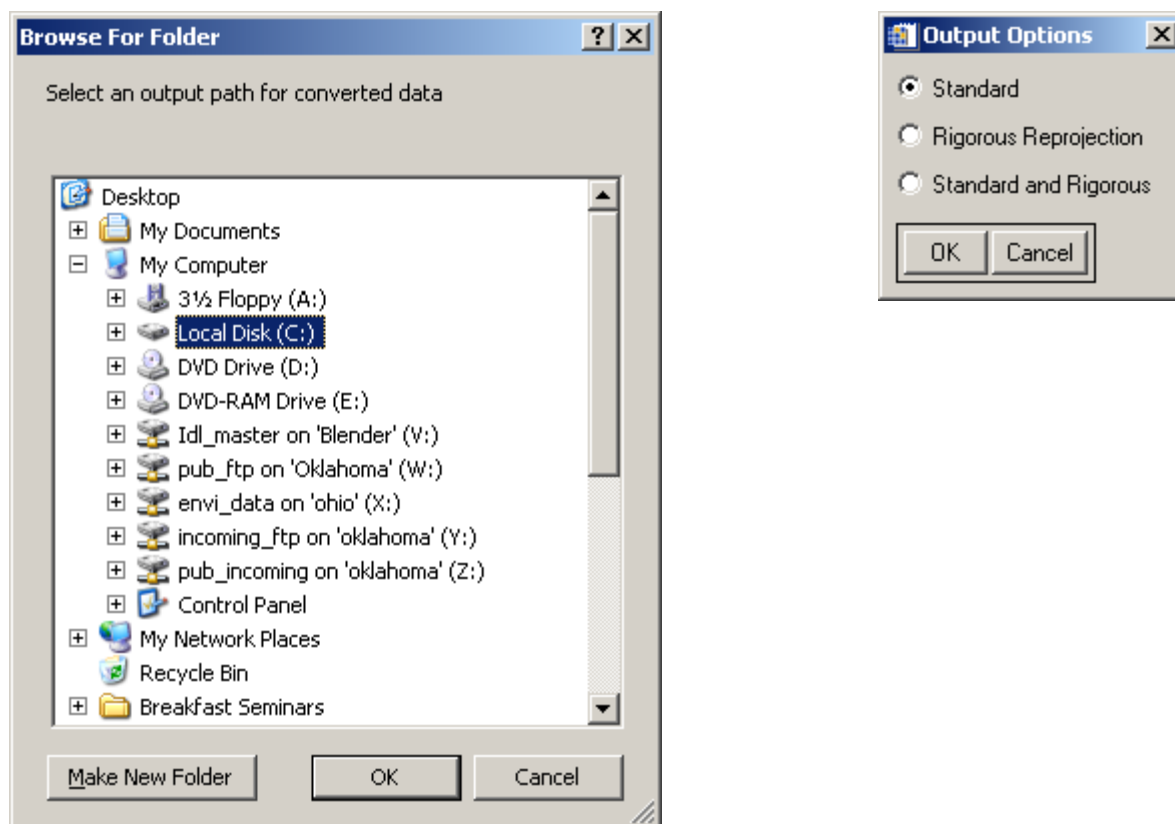 Browse For Folder
Select an output path for converted data
Desktop
My Documents
My Computer
3½ Floppy (A:)
Local Disk (C:)
DVD Drive (D:)
DVD-RAM Drive (E:)
Idl_master on 'Blender' (V:)
pub_ftp on 'Oklahoma' (W:)
envi_data on 'ohio' (X:)
incoming_ftp on 'oklahoma' (Y:)
pub_incoming on 'oklahoma' (Z:)
Control Panel
My Network Places
Recycle Bin
Breakfast Seminars
Make New Folder
OK
Cancel
Output Options
Standard
Rigorous Reprojection
Standard and Rigorous
OK
Cancel